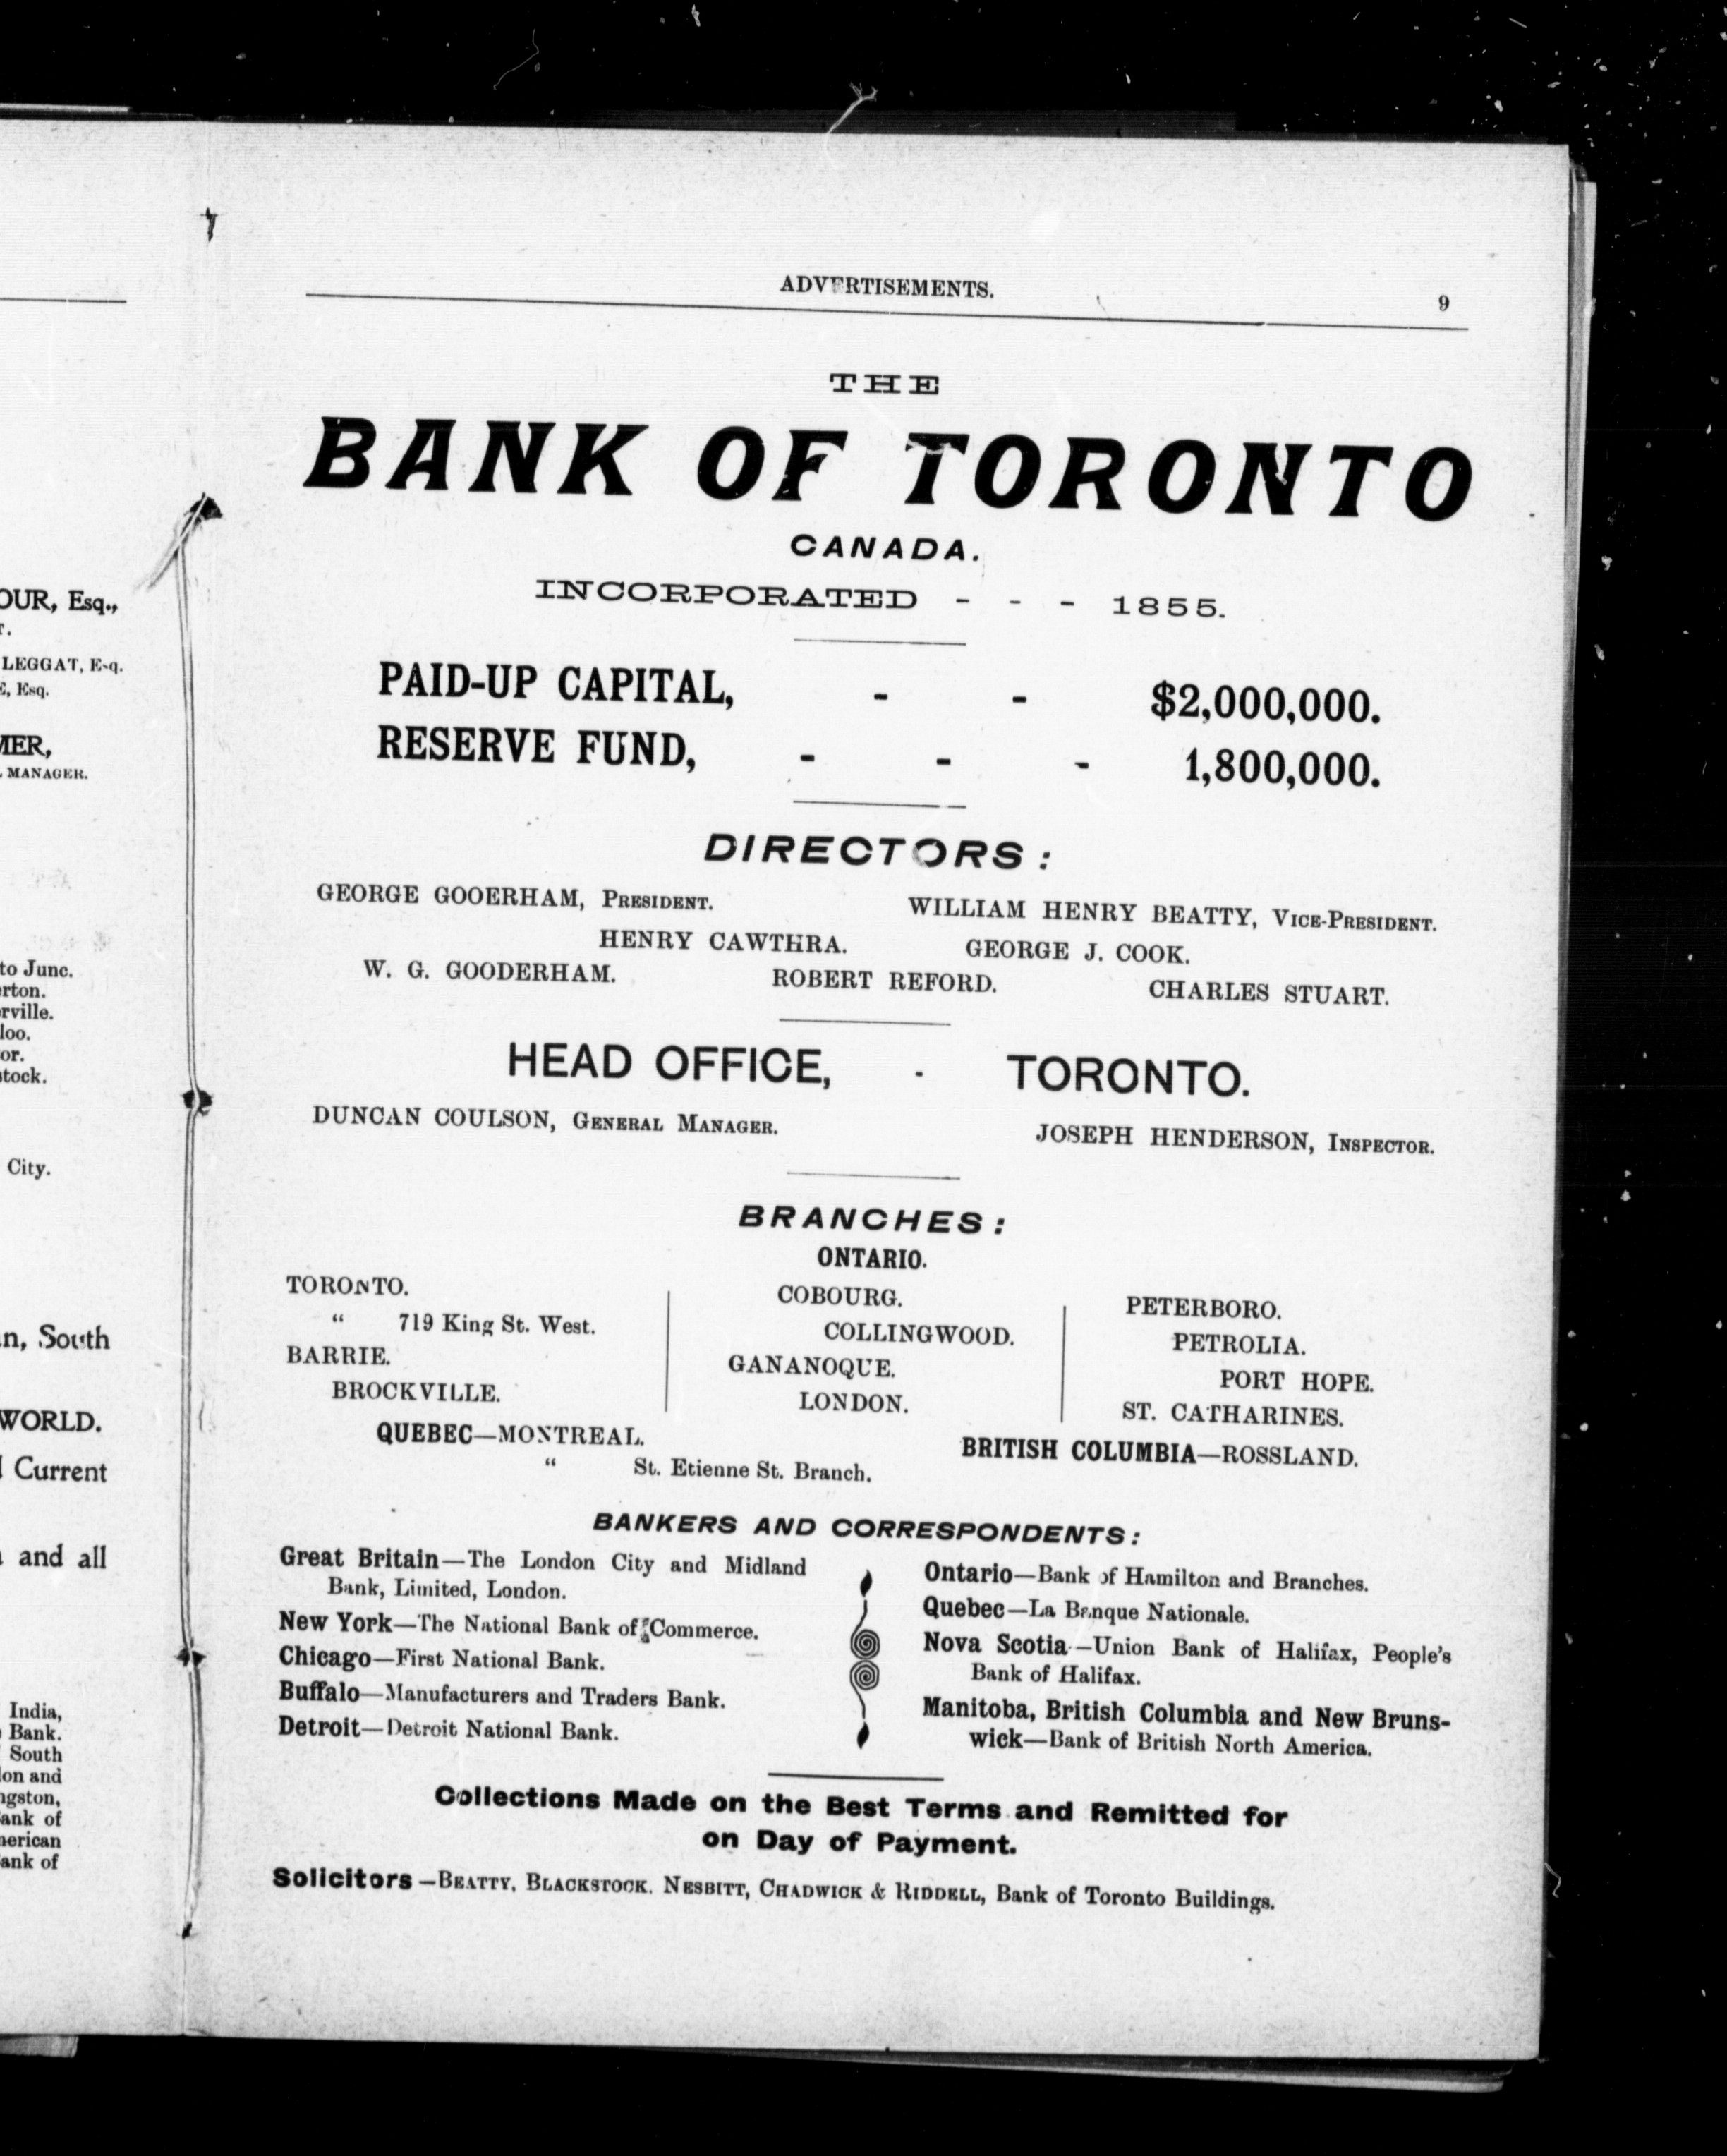 OUR, Esq.,
LEGGAT, E-q.
Esq.
MANAGER.
to Junc.
City.
South
WORLD.
Current
and all
India,
Bank.
South
and
ank of
ank of
ADVERTISEMENTS.
9
THE
BANK OF TORONTO
CANADA.
INCORPORATED - - - 1855.
PAID-UP CAPITAL, - - $2,000,000.
RESERVE FUND, - - - 1,800,000.
DIRECTORS:
GEORGE GOOERHAM, PRESIDENT. WILLIAM HENRY BEATTY, VICE-PRESIDENT.
HENRY CAWTHRA. GEORGE J. COOK.
W. G. GOODERHAM. ROBERT REFORD. CHARLES STUART.
HEAD OFFICE, - TORONTO.
DUNCAN COULSON, GENERAL MANAGER. JOSEPH HENDERSON, INSPECTOR.
BRANCHES:
ONTARIO.
TORONTO.
“ 719 King St. West.
BARRIE.
BROCKVILLE.
COBOURG.
COLLINGWOOD.
GANANOQUE.
LONDON.
PETERBORO.
PETROLIA.
PORT HOPE.
ST. CATHARINES.
QUEBEC—MONTREAL.
“ St. Etienne St. Branch.
BRITISH COLUMBIA—ROSSLAND.
BANKERS AND CORRESPONDENTS:
Great Britain—The London City and Midland
Bank, Limited, London.
New York—The National Bank of Commerce.
Chicago—First National Bank.
Buffalo—Manufacturers and Traders Bank.
Detroit—Detroit National Bank.
Ontario—Bank of Hamilton and Branches.
Quebec—La Banque Nationale.
Nova Scotia—Union Bank of Halifax, People's
Bank of Halifax.
Manitoba, British Columbia and New Bruns-
wick—Bank of British North America.
Collections Made on the Best Terms and Remitted for
on Day of Payment.
Solicitors—BEATTY, BLACKSTOCK, NESBITT, CHADWICK & RIDDELL, Bank of Toronto Buildings.